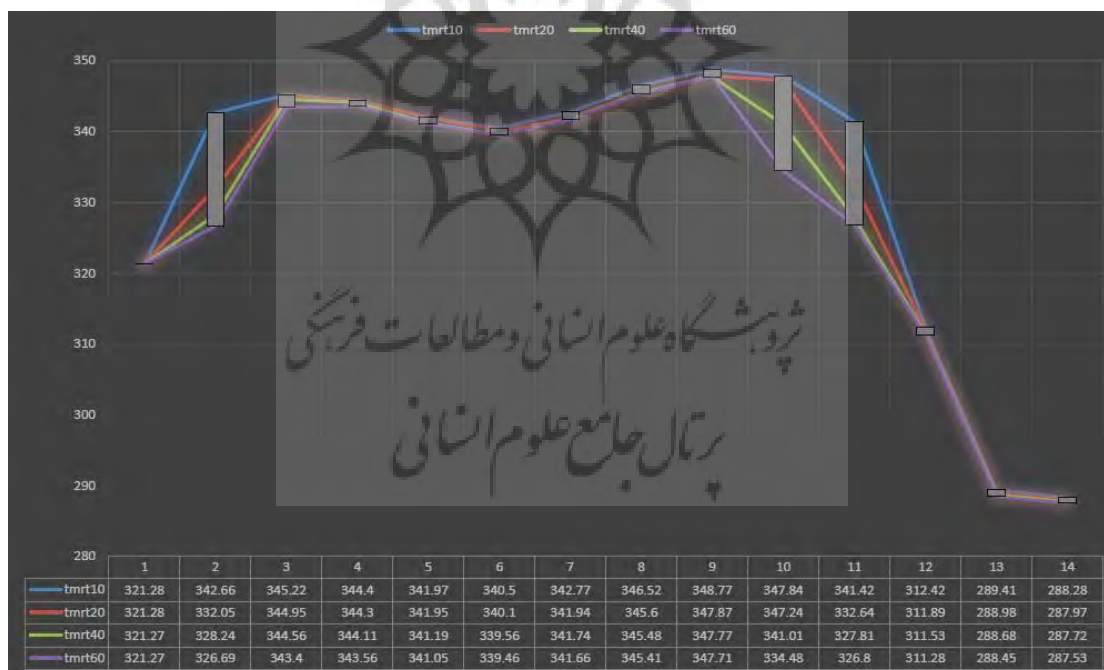 tmrt10 tmrt20 tmrt40 tmrt60
350
340
330
320
310
300
290
280
پژوهشگاه علوم انسانی و مطالعات فرهنگی
پرتال جامع علوم انسانی
1 2 3 4 5 6 7 8 9 10 11 12 13 14
tmrt10 321.28 342.66 345.22 344.4 341.97 340.5 342.77 346.52 348.77 347.84 341.42 312.42 289.41 288.28
tmrt20 321.28 332.05 344.95 344.3 341.95 340.1 341.94 345.6 347.87 347.24 332.64 311.89 288.98 287.97
tmrt40 321.27 328.24 344.56 344.11 341.19 339.56 341.74 345.48 347.77 341.01 327.81 311.53 288.68 287.72
tmrt60 321.27 326.69 343.4 343.56 341.05 339.46 341.66 345.41 347.71 334.48 326.8 311.28 288.45 287.53